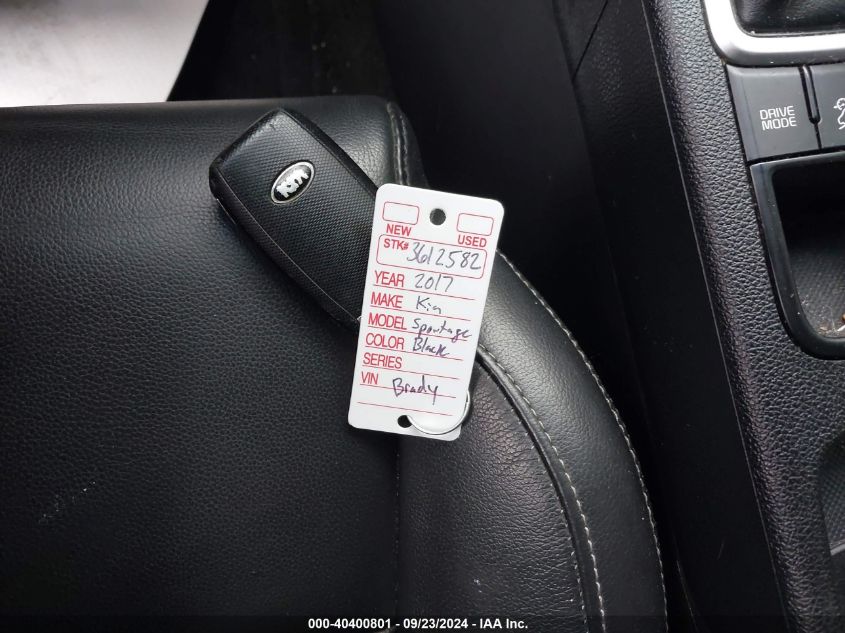 KIA
NEW
USED
STK# 3612582
YEAR 2017
MAKE Kia
MODEL Sportage
COLOR Black
SERIES
VIN Brady
DRIVE
MODE
000-40400801 - 09/23/2024 - IAA Inc.